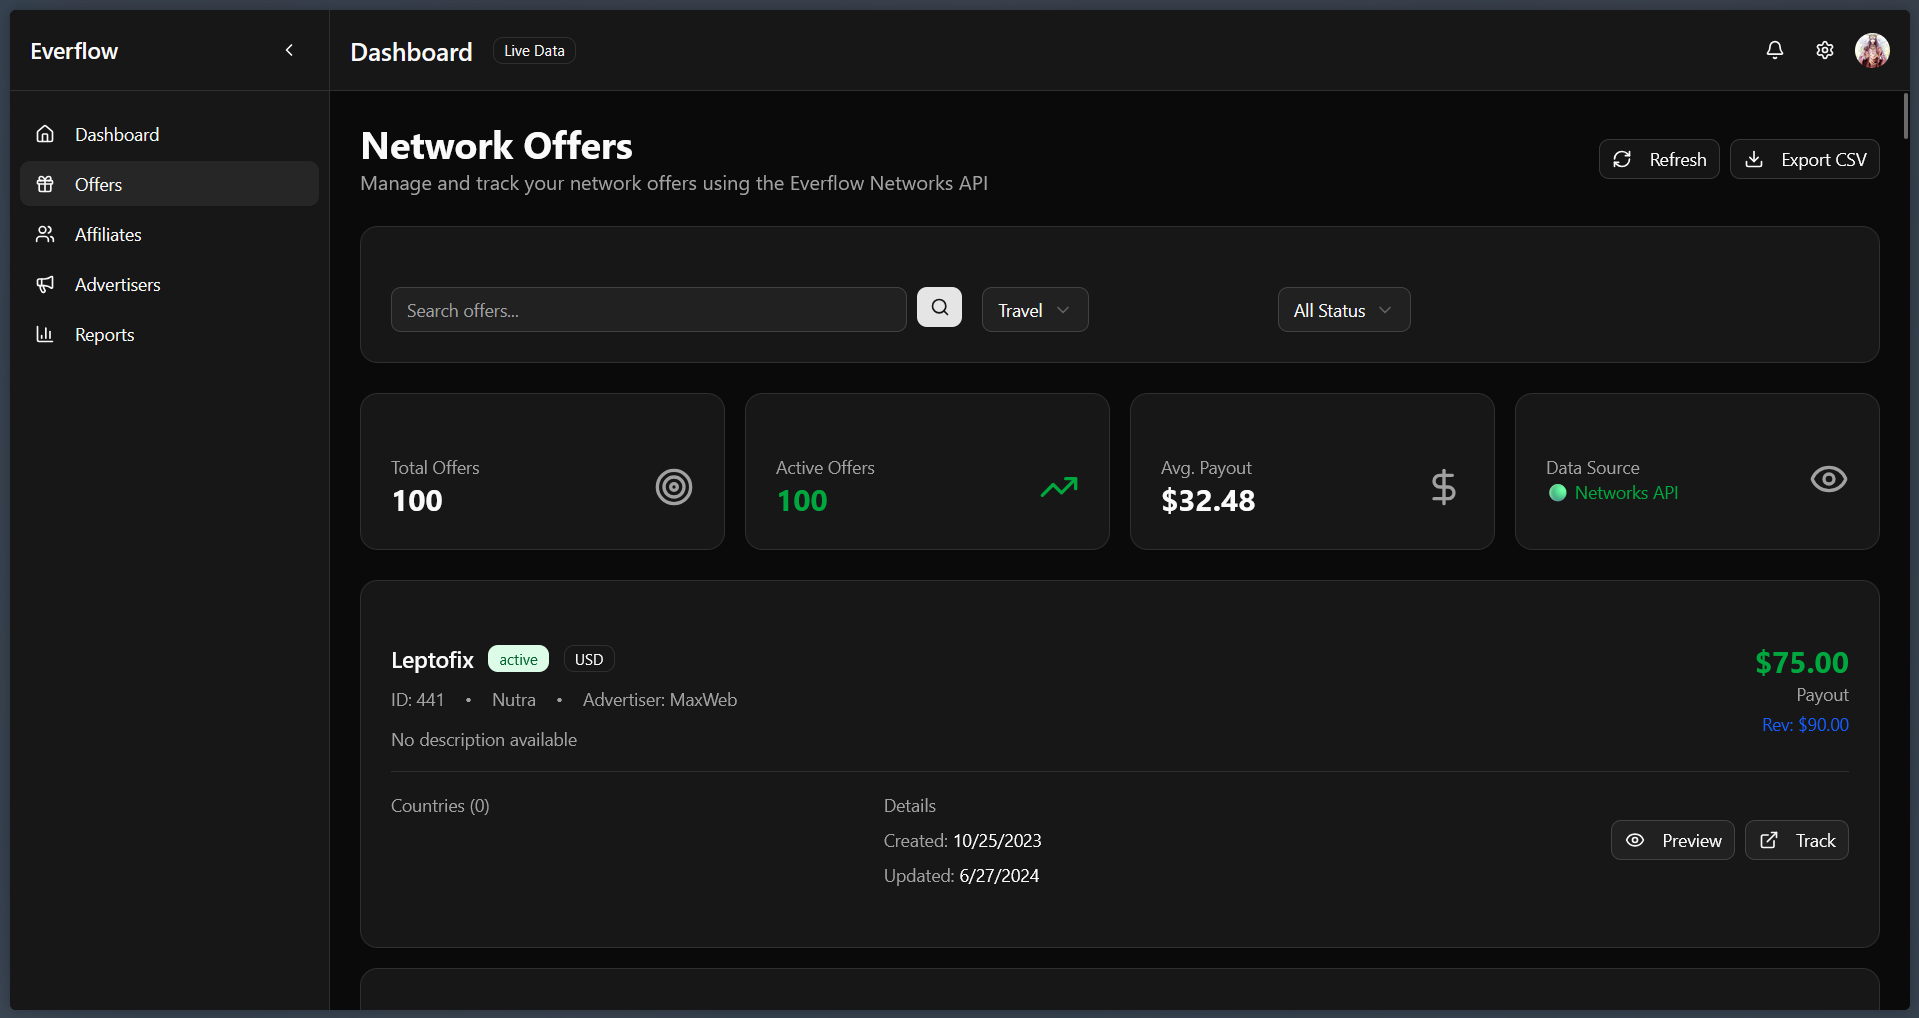 Everflow
Dashboard
Live Data
Dashboard
Offers
Affiliates
Advertisers
Reports
Network Offers
Manage and track your network offers using the Everflow Networks API
Refresh
Export CSV
Search offers...
Travel
All Status
Total Offers
100
Active Offers
100
Avg. Payout
$32.48
Data Source
Networks API
Leptofix
active
USD
$75.00
ID: 441 • Nutra • Advertiser: MaxWeb
Payout
Rev: $90.00
No description available
Countries (0)
Details
Created: 10/25/2023
Updated: 6/27/2024
Preview
Track